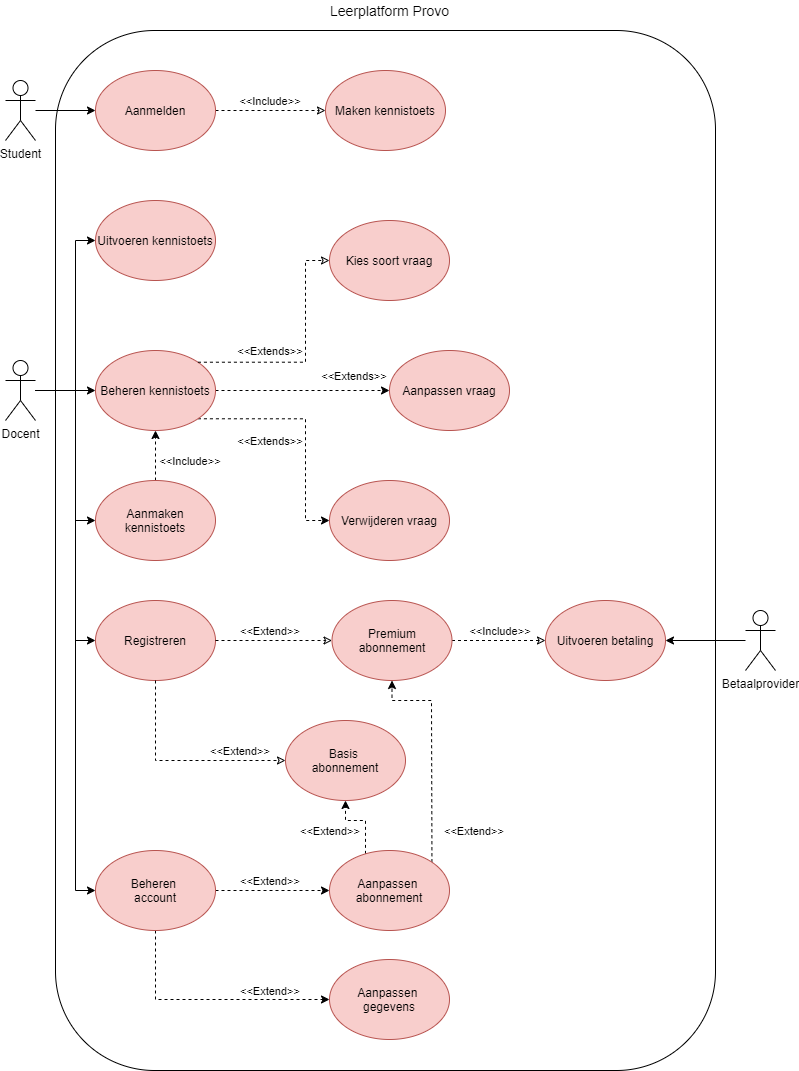 Leerplatform Provo
Student
Aanmelden
<<Include>>
Maken kennistoets
Uitvoeren kennistoets
Kies soort vraag
<<Extends>>
Docent
Beheren kennistoets
<<Extends>>
Aanpassen vraag
<<Extends>>
<<Include>>
Aanmaken
kennistoets
Verwijderen vraag
Registreren
<<Extend>>
Premium
abonnement
<<Include>>
Uitvoeren betaling
Betaalprovider
<<Extend>>
Basis
abonnement
<<Extend>>
<<Extend>>
Beheren
account
<<Extend>>
Aanpassen
abonnement
<<Extend>>
Aanpassen
gegevens